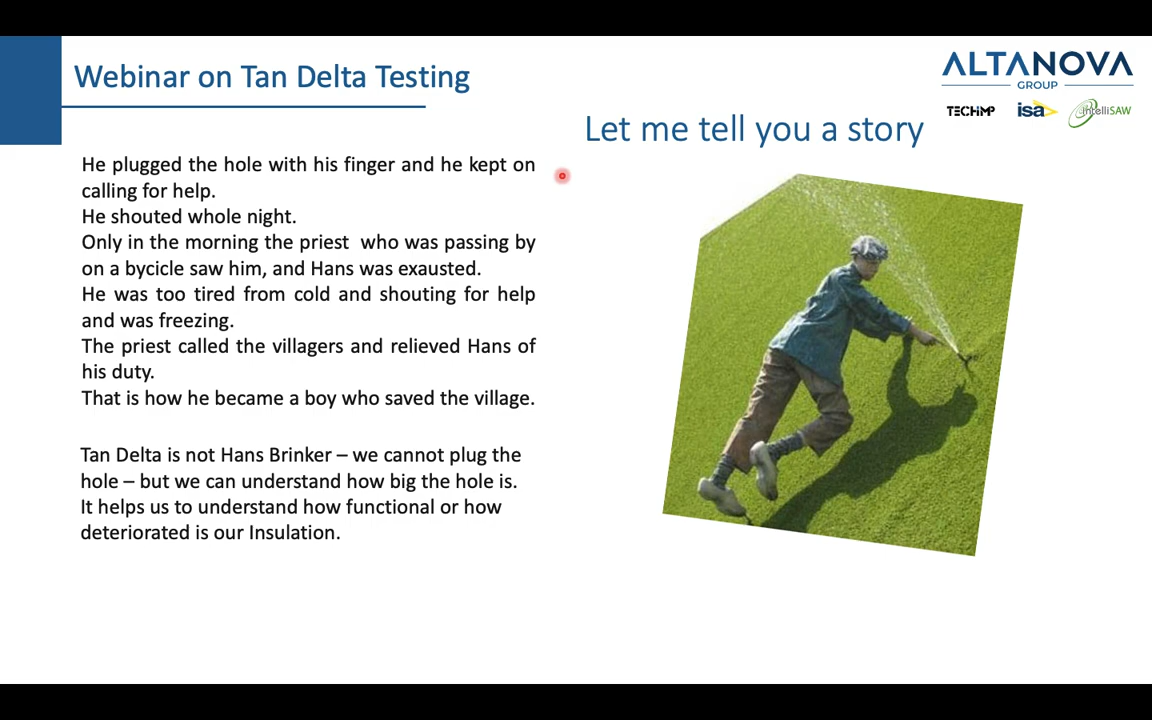 Webinar on Tan Delta Testing
ALTANOVA
GROUP
TECHIMP
isa
intelliSAW
Let me tell you a story
He plugged the hole with his finger and he kept on
calling for help.
He shouted whole night.
Only in the morning the priest who was passing by
on a bycicle saw him, and Hans was exausted.
He was too tired from cold and shouting for help
and was freezing.
The priest called the villagers and relieved Hans of
his duty.
That is how he became a boy who saved the village.
Tan Delta is not Hans Brinker – we cannot plug the
hole – but we can understand how big the hole is.
It helps us to understand how functional or how
deteriorated is our Insulation.